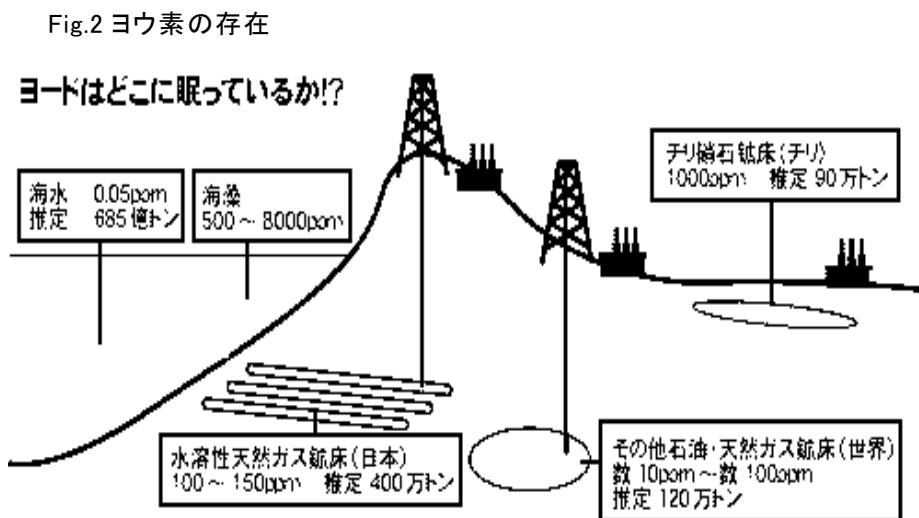 Fig.2 ヨウ素の存在
ヨードはどこに眠っているか!?
海水 0.05ppm
推定 685億トン
海藻
500～8000ppm
チリ硝石鉱床(チリ)
1000ppm 推定 90万トン
水溶性天然ガス鉱床(日本)
100～150ppm 推定 400万トン
その他石油・天然ガス鉱床(世界)
数10ppm～数100ppm
推定 120万トン